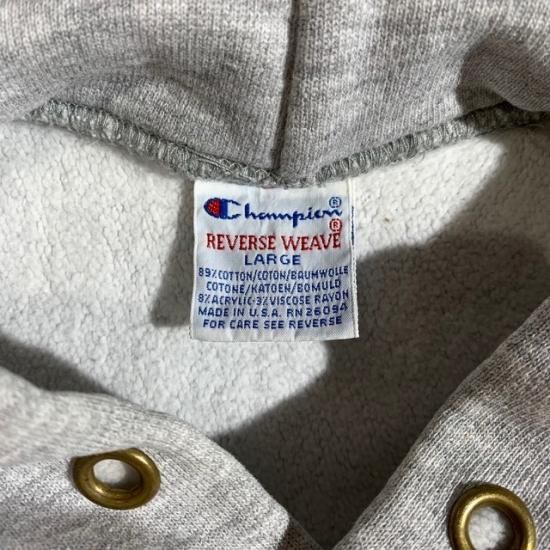 Champion®
REVERSE WEAVE®
LARGE
89% COTTON/COTON/BAUMWOLLE
COTONE/KATOEN/BOMULD
8% ACRYLIC-3% VISCOSE RAYON
MADE IN U.S.A. RN 26094
FOR CARE SEE REVERSE